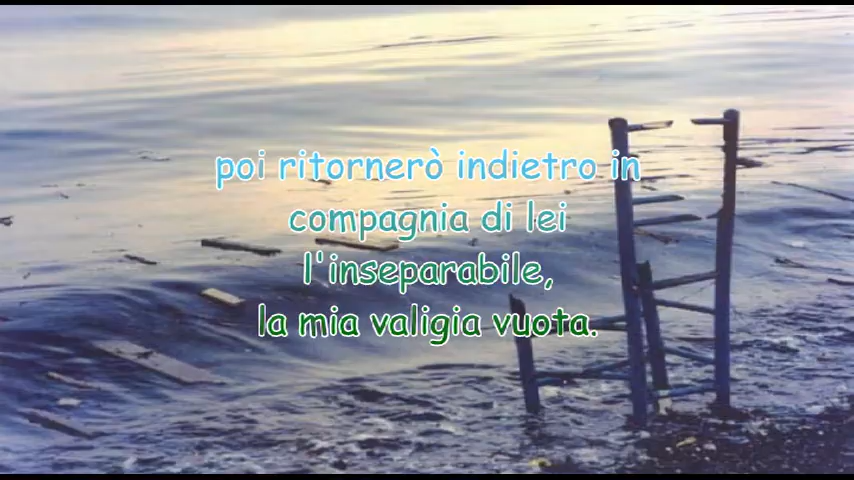 poi ritornerò indietro in
compagnia di lei
l'inseparabile,
la mia valigia vuota.